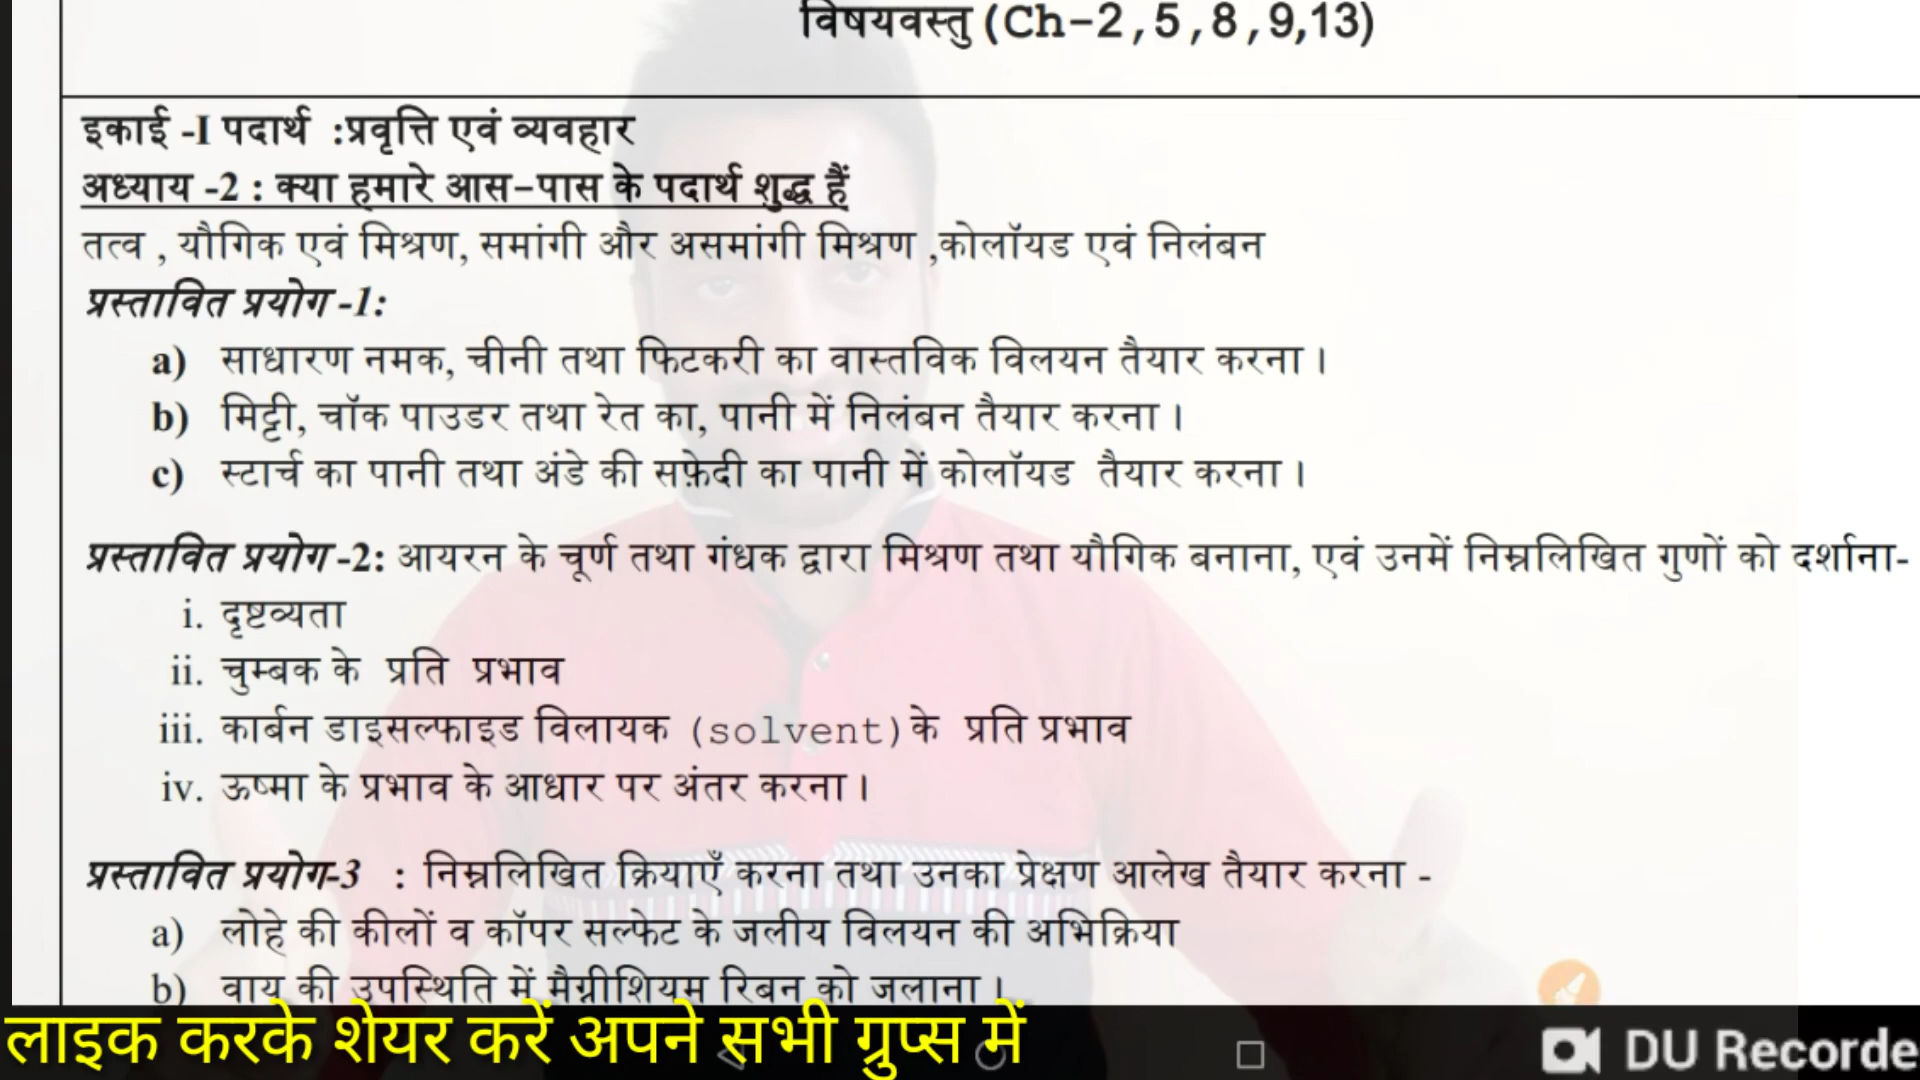 विषयवस्तु (Ch-2,5,8,9,13)
इकाई -I पदार्थ :प्रवृत्ति एवं व्यवहार
अध्याय -2 : क्या हमारे आस-पास के पदार्थ शुद्ध हैं
तत्व , यौगिक एवं मिश्रण, समांगी और असमांगी मिश्रण ,कोलॉयड एवं निलंबन
प्रस्तावित प्रयोग -1:
a) साधारण नमक, चीनी तथा फिटकरी का वास्तविक विलयन तैयार करना ।
b) मिट्टी, चॉक पाउडर तथा रेत का, पानी में निलंबन तैयार करना ।
c) स्टार्च का पानी तथा अंडे की सफ़ेदी का पानी में कोलॉयड तैयार करना ।
प्रस्तावित प्रयोग -2: आयरन के चूर्ण तथा गंधक द्वारा मिश्रण तथा यौगिक बनाना, एवं उनमें निम्नलिखित गुणों को दर्शाना-
i. दृष्टव्यता
ii. चुम्बक के प्रति प्रभाव
iii. कार्बन डाइसल्फाइड विलायक (solvent)के प्रति प्रभाव
iv. ऊष्मा के प्रभाव के आधार पर अंतर करना ।
प्रस्तावित प्रयोग-3 : निम्नलिखित क्रियाएँ करना तथा उनका प्रेक्षण आलेख तैयार करना -
a) लोहे की कीलों व कॉपर सल्फेट के जलीय विलयन की अभिक्रिया
b) वायु की उपस्थिति में मैग्नीशियम रिबन को जलाना ।
लाइक करके शेयर करें अपने सभी ग्रुप्स में
DU Recorde